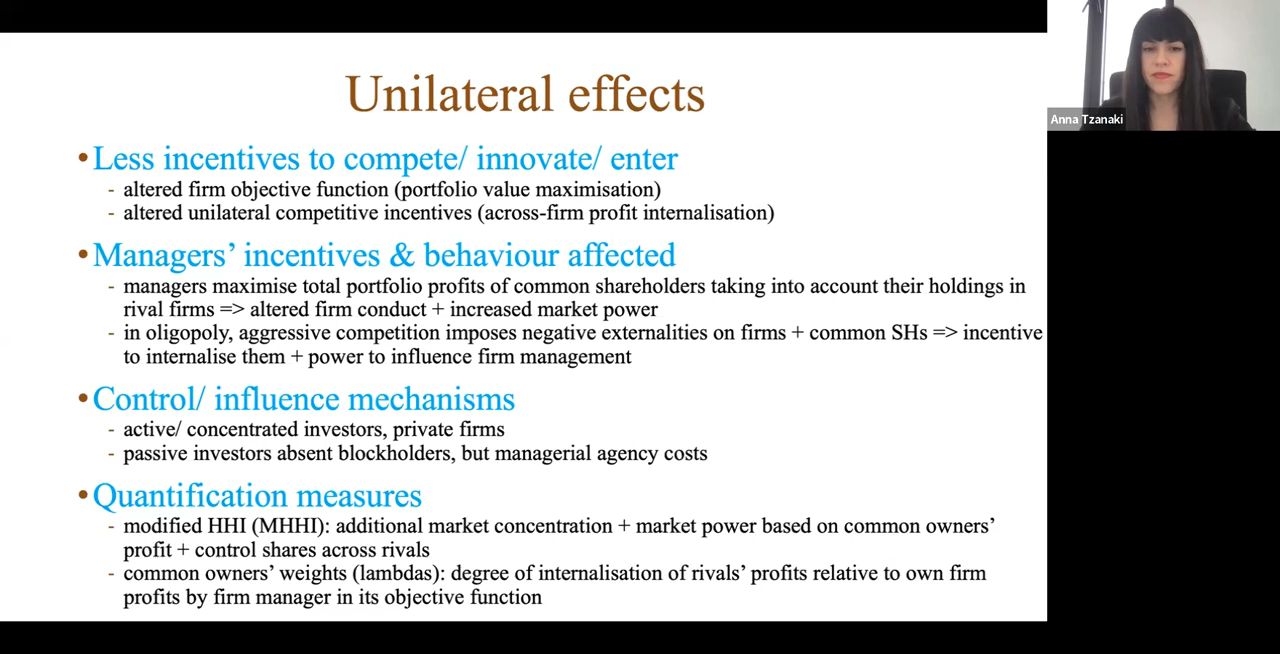 Unilateral effects
•Less incentives to compete/ innovate/ enter
- altered firm objective function (portfolio value maximisation)
- altered unilateral competitive incentives (across-firm profit internalisation)
•Managers’ incentives & behaviour affected
- managers maximise total portfolio profits of common shareholders taking into account their holdings in
rival firms => altered firm conduct + increased market power
- in oligopoly, aggressive competition imposes negative externalities on firms + common SHs => incentive
to internalise them + power to influence firm management
•Control/ influence mechanisms
- active/ concentrated investors, private firms
- passive investors absent blockholders, but managerial agency costs
•Quantification measures
- modified HHI (MHHI): additional market concentration + market power based on common owners’
profit + control shares across rivals
- common owners’ weights (lambdas): degree of internalisation of rivals’ profits relative to own firm
profits by firm manager in its objective function
Anna Tzanaki